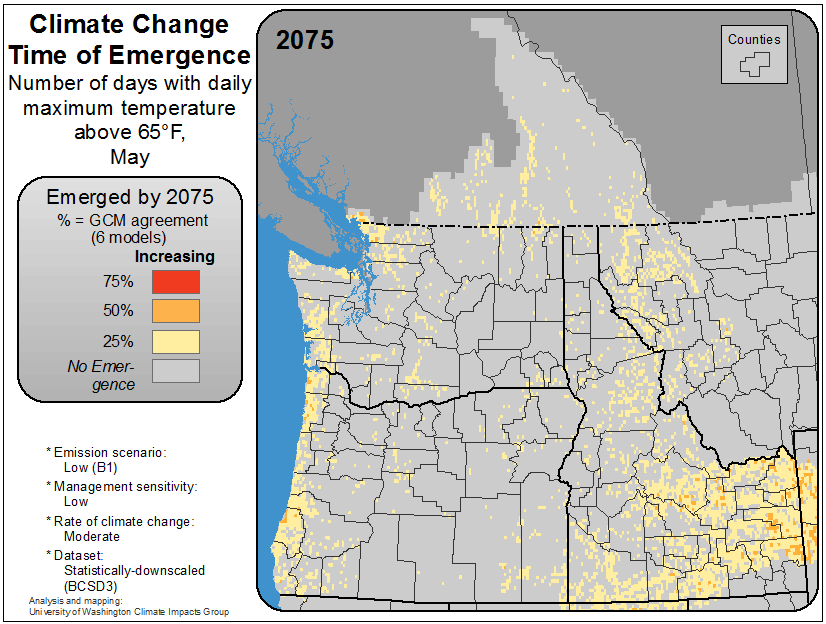 Climate Change
Time of Emergence
Number of days with daily
maximum temperature
above 65°F,
May
Emerged by 2075
% = GCM agreement
(6 models)
Increasing
75%
50%
25%
No Emer-
gence
* Emission scenario:
Low (B1)
* Management sensitivity:
Low
* Rate of climate change:
Moderate
* Dataset:
Statistically-downscaled
(BCSD3)
Analysis and mapping:
University of Washington Climate Impacts Group
2075
Counties